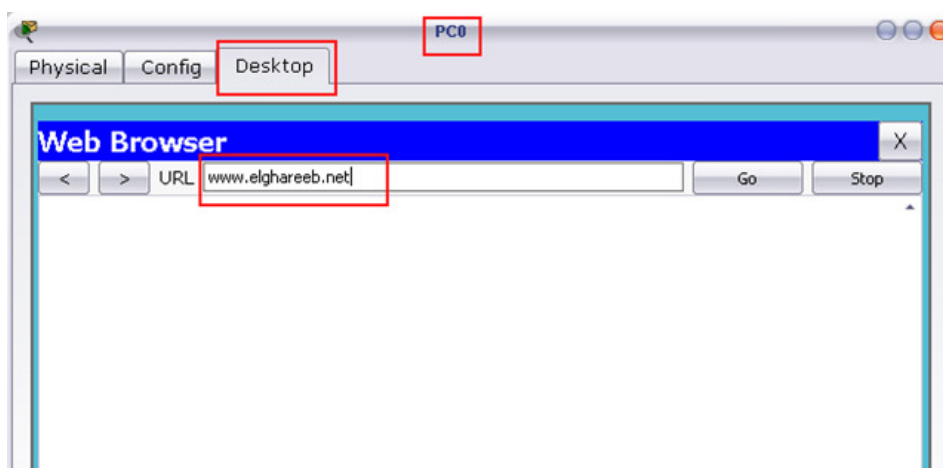 PC0
Physical Config Desktop
Web Browser X
< > URL www.elghareeb.net Go Stop